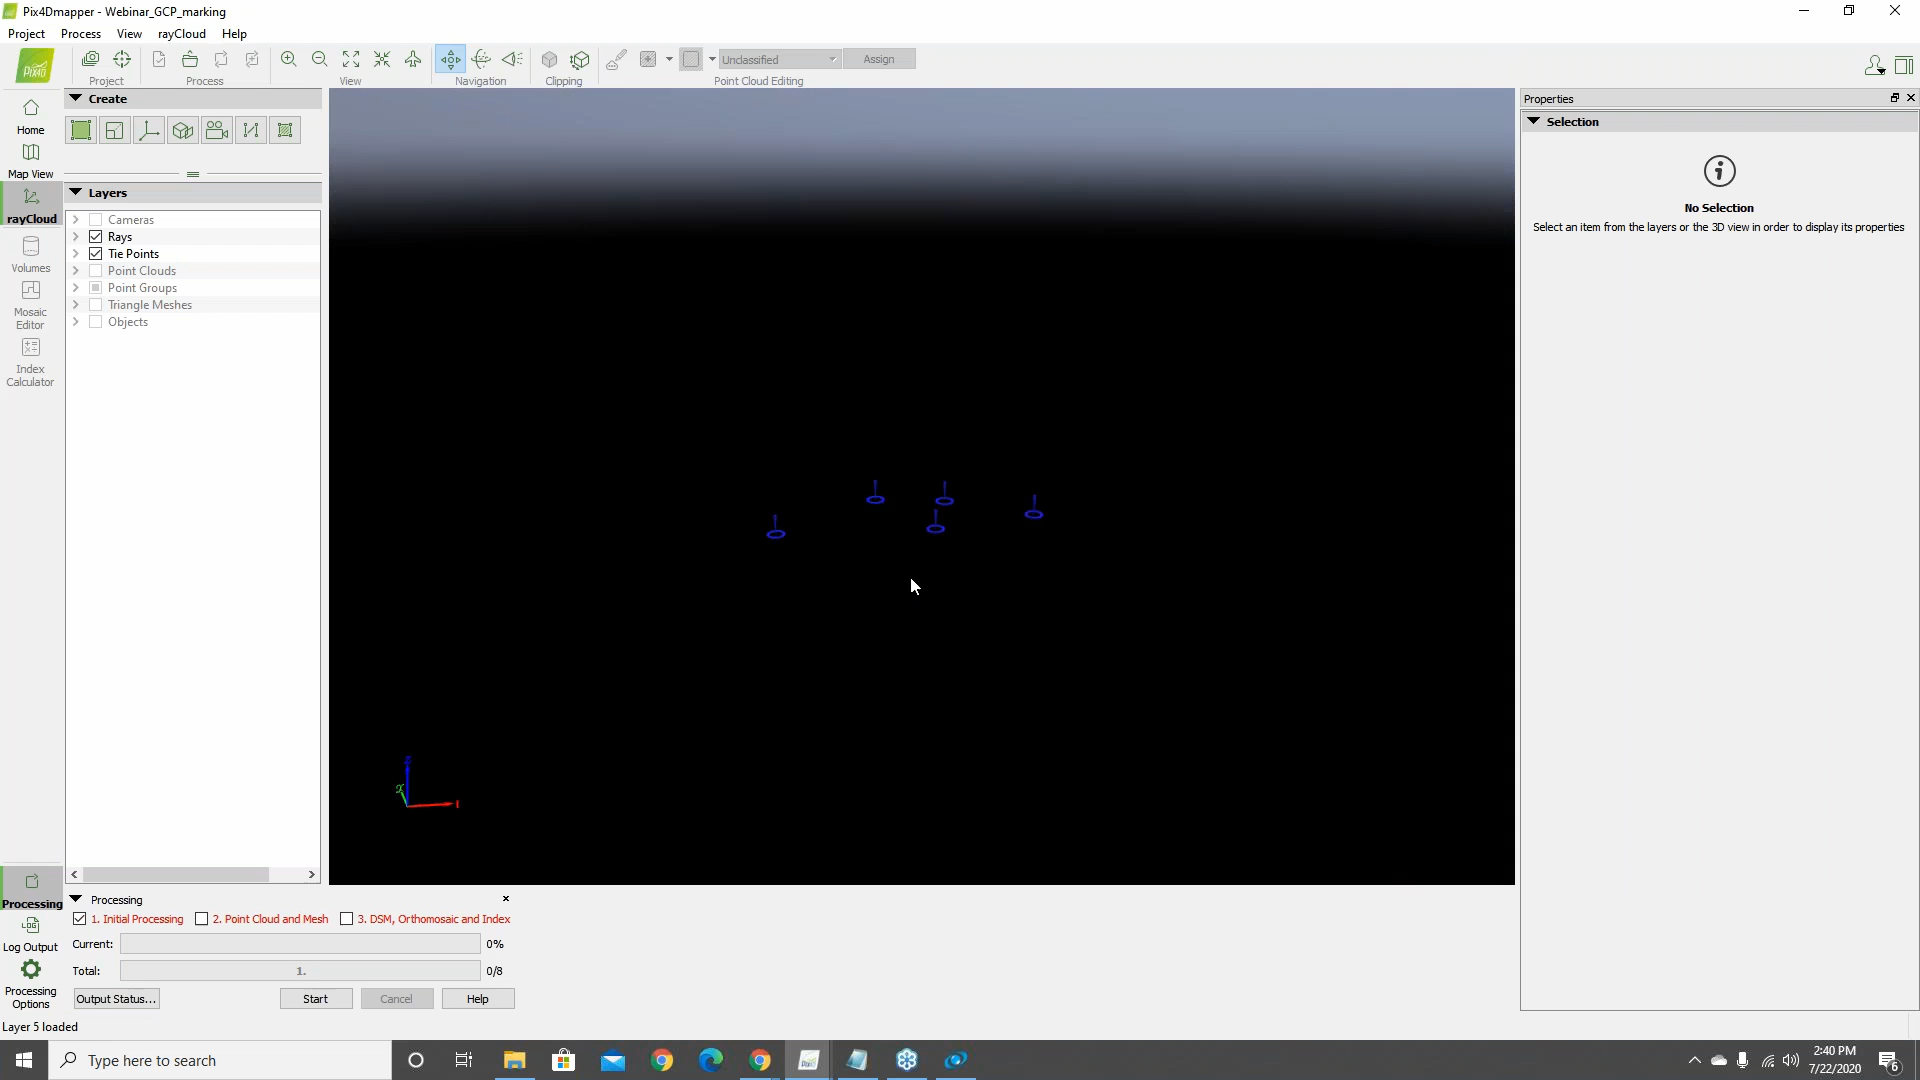 Pix4Dmapper - Webinar_GCP_marking
Project Process View rayCloud Help
Project Process View Navigation Clipping Point Cloud Editing
Unclassified
Assign
PIX4D
Create
Home
Map View
rayCloud
Volumes
Mosaic
Editor
Index
Calculator
Layers
Cameras
Rays
Tie Points
Point Clouds
Point Groups
Triangle Meshes
Objects
Properties
Selection
No Selection
Select an item from the layers or the 3D view in order to display its properties
Processing
Log Output
Processing
Options
Processing
1. Initial Processing 2. Point Cloud and Mesh 3. DSM, Orthomosaic and Index
Current: 0%
Total: 1. 0/8
Output Status... Start Cancel Help
Layer 5 loaded
Type here to search
2:40 PM
7/22/2020
6